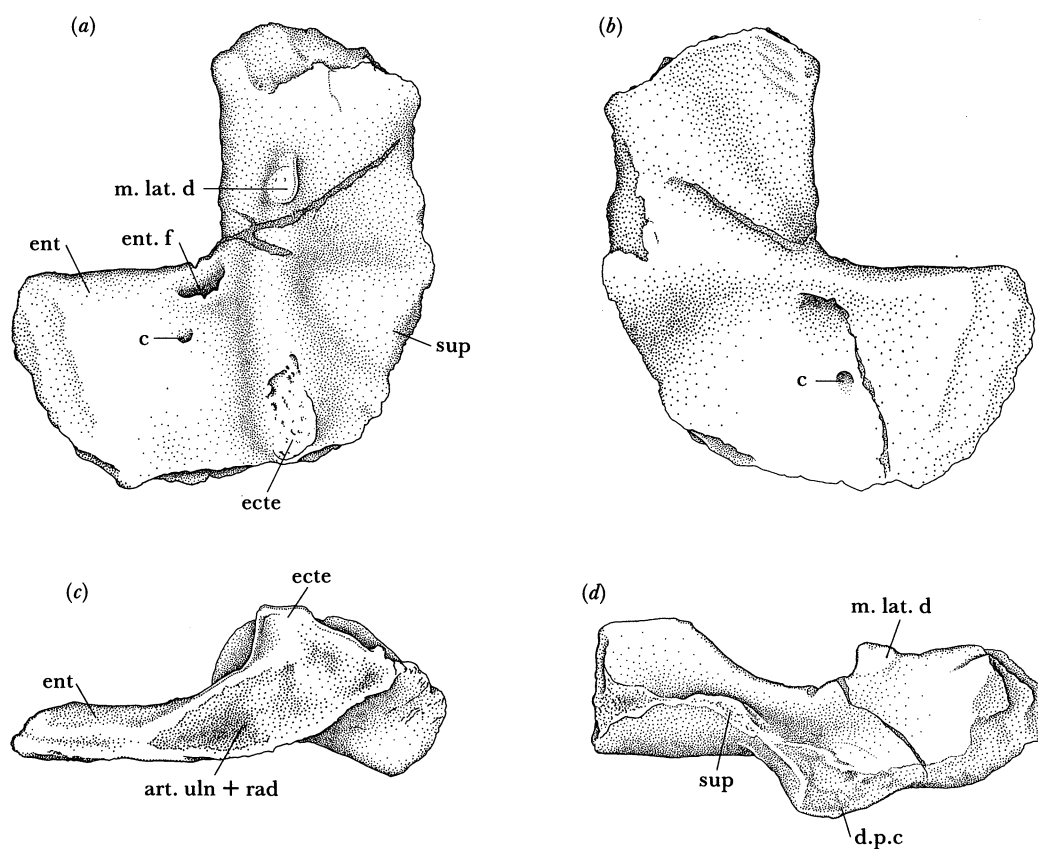 (a)
(b)
m. lat. d
ent
ent. f
c
sup
c
ecte
(c)
ecte
(d)
m. lat. d
ent
art. uln + rad
sup
d.p.c